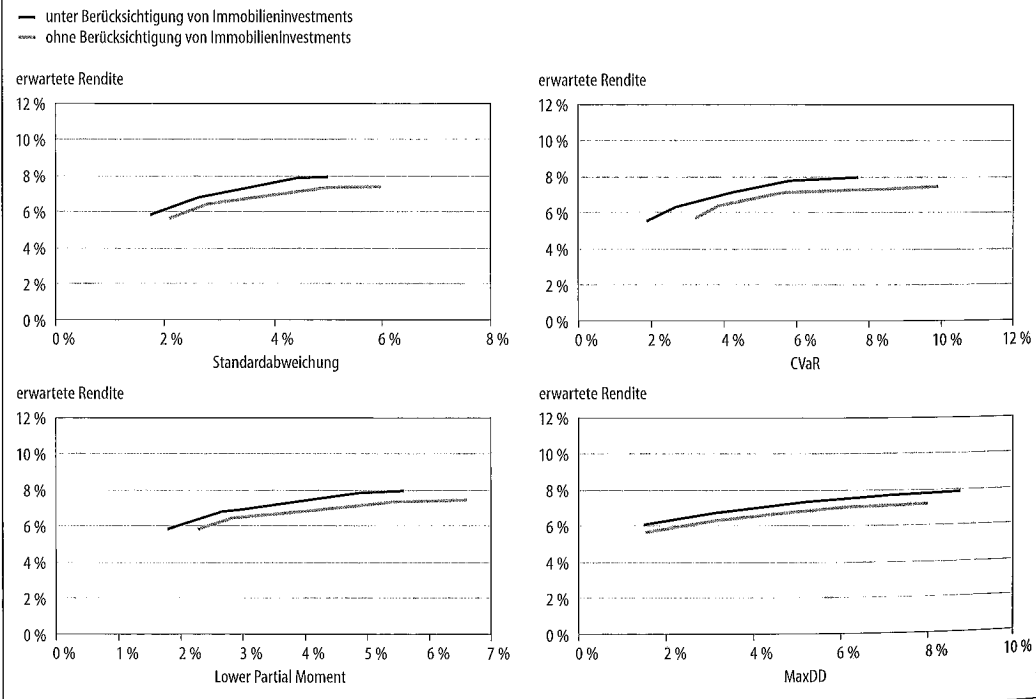 unter Berücksichtigung von Immobilieninvestments
ohne Berücksichtigung von ImmobilienInvestments
erwartete Rendite
12 %
10 %
8 %
6 %
4 %
2 %
0 %
0 % 2 % 4 % 6 % 8 %
Standardabweichung
erwartete Rendite
12 %
10 %
8 %
6 %
4 %
2 %
0 %
0 % 2 % 4 % 6 % 8 % 10 % 12 %
CVaR
erwartete Rendite
12 %
10 %
8 %
6 %
4 %
2 %
0 %
0 % 1 % 2 % 3 % 4 % 5 % 6 % 7 %
Lower Partial Moment
erwartete Rendite
12 %
10 %
8 %
6 %
4 %
2 %
0 %
0 % 2 % 4 % 6 % 8 % 10 %
MaxDD